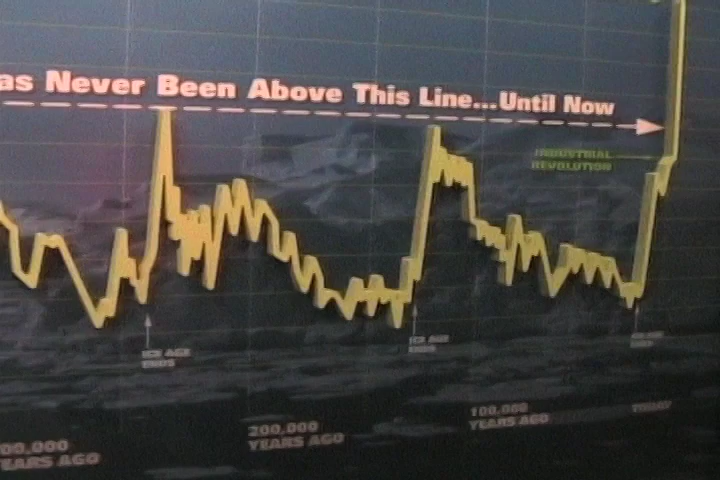 as Never Been Above This Line...Until Now
INDUSTRIAL
REVOLUTION
ICE AGE
ENDS
ICE AGE
ENDS
00,000
EARS AGO
200,000
YEARS AGO
100,000
YEARS AGO
TODAY